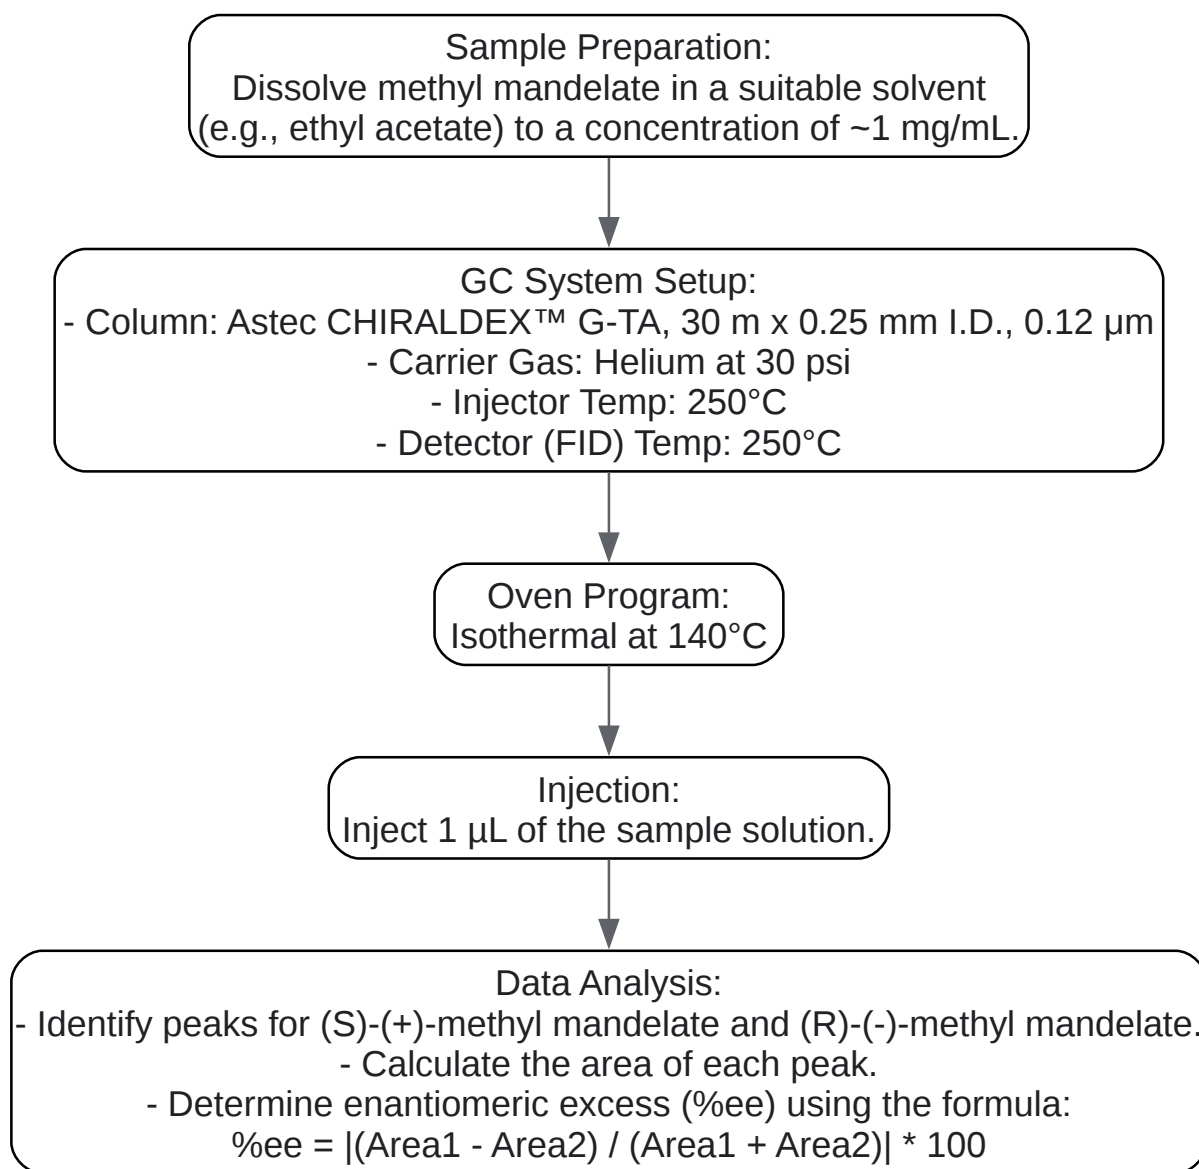 Sample Preparation:
Dissolve methyl mandelate in a suitable solvent
(e.g., ethyl acetate) to a concentration of ~1 mg/mL.
GC System Setup:
- Column: Astec CHIRALDEX™ G-TA, 30 m x 0.25 mm I.D., 0.12 μm
- Carrier Gas: Helium at 30 psi
- Injector Temp: 250°C
- Detector (FID) Temp: 250°C
Oven Program:
Isothermal at 140°C
Injection:
Inject 1 µL of the sample solution.
Data Analysis:
- Identify peaks for (S)-(+)-methyl mandelate and (R)-(-)-methyl mandelate.
- Calculate the area of each peak.
- Determine enantiomeric excess (%ee) using the formula:
%ee = |(Area1 - Area2) / (Area1 + Area2)| * 100